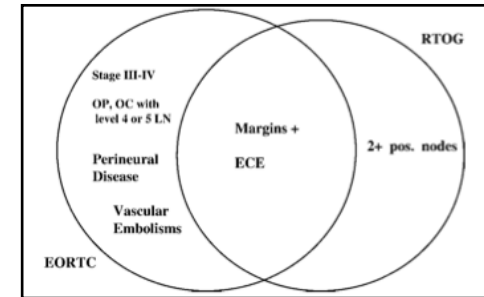 RTOG
Stage III-IV
OP, OC with
level 4 or 5 LN
Margins +
ECE
2+ pos. nodes
Perineural
Disease
Vascular
Embolisms
EORTC